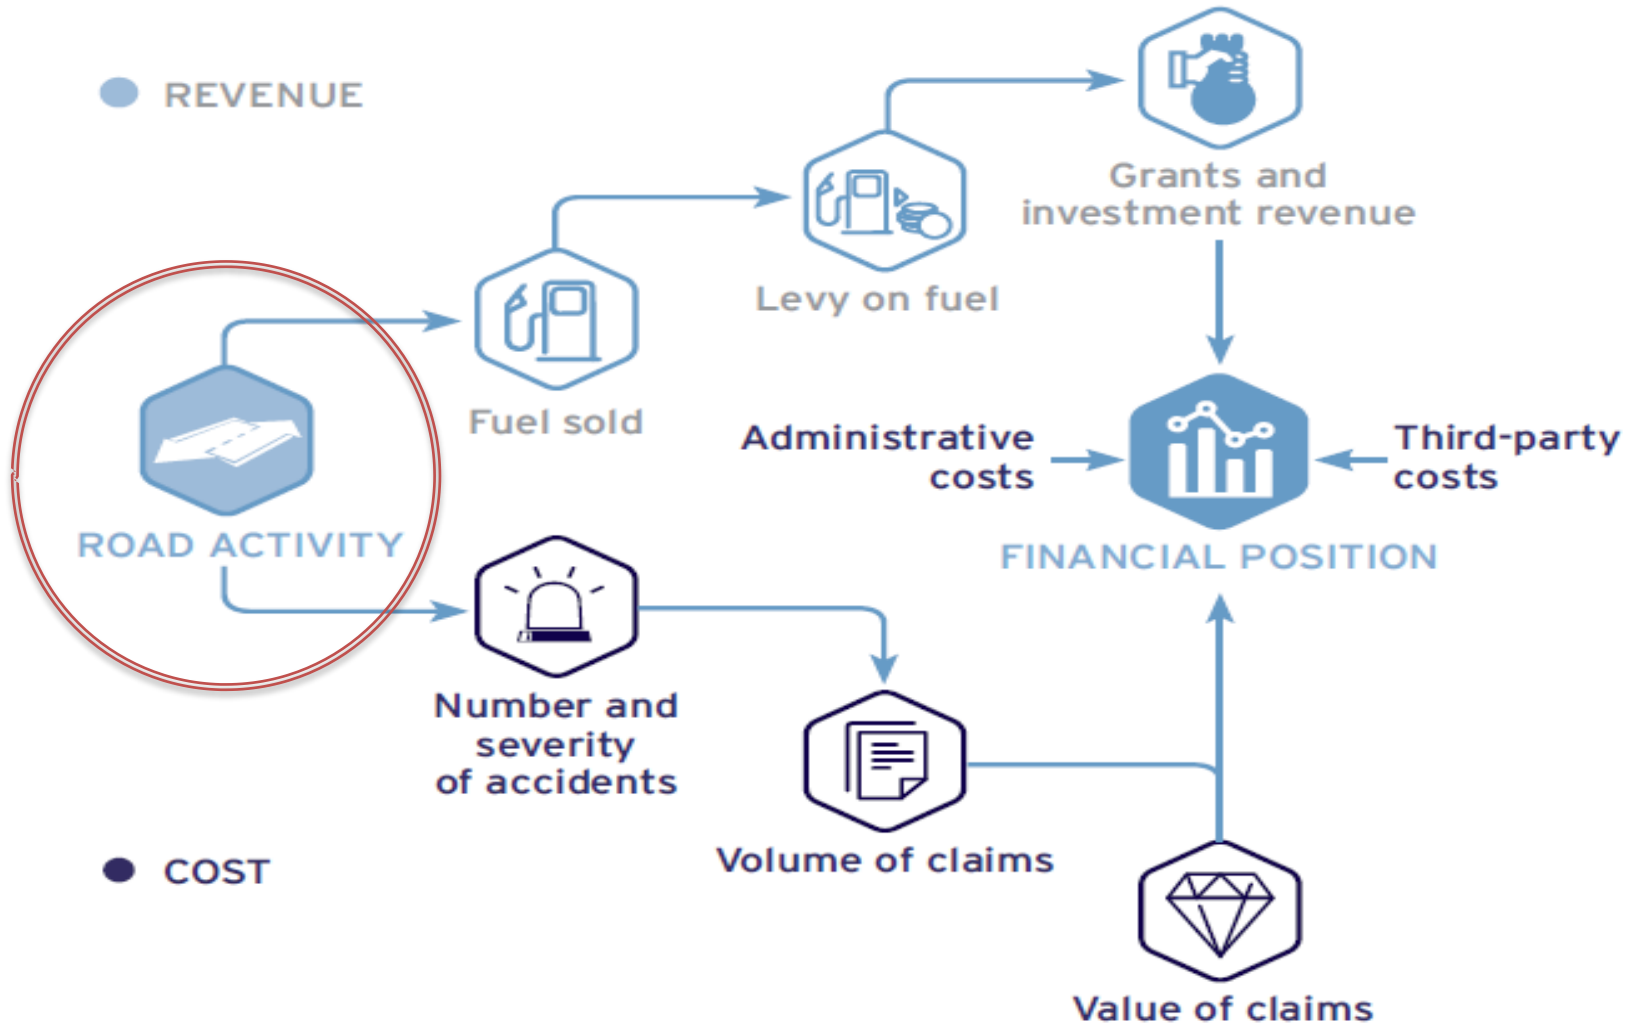 REVENUE
Grants and
investment revenue
Levy on fuel
Fuel sold
Administrative
costs
Third-party
costs
ROAD ACTIVITY
FINANCIAL POSITION
Number and
severity
of accidents
Volume of claims
COST
Value of claims